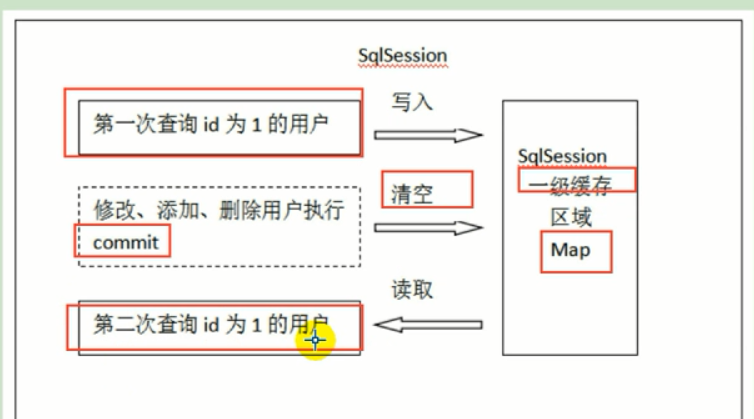 SqlSession
第一次查询 id 为 1 的用户
写入
SqlSession
一级缓存
区域
Map
修改、添加、删除用户执行
commit
清空
第二次查询 id 为 1 的用户
读取